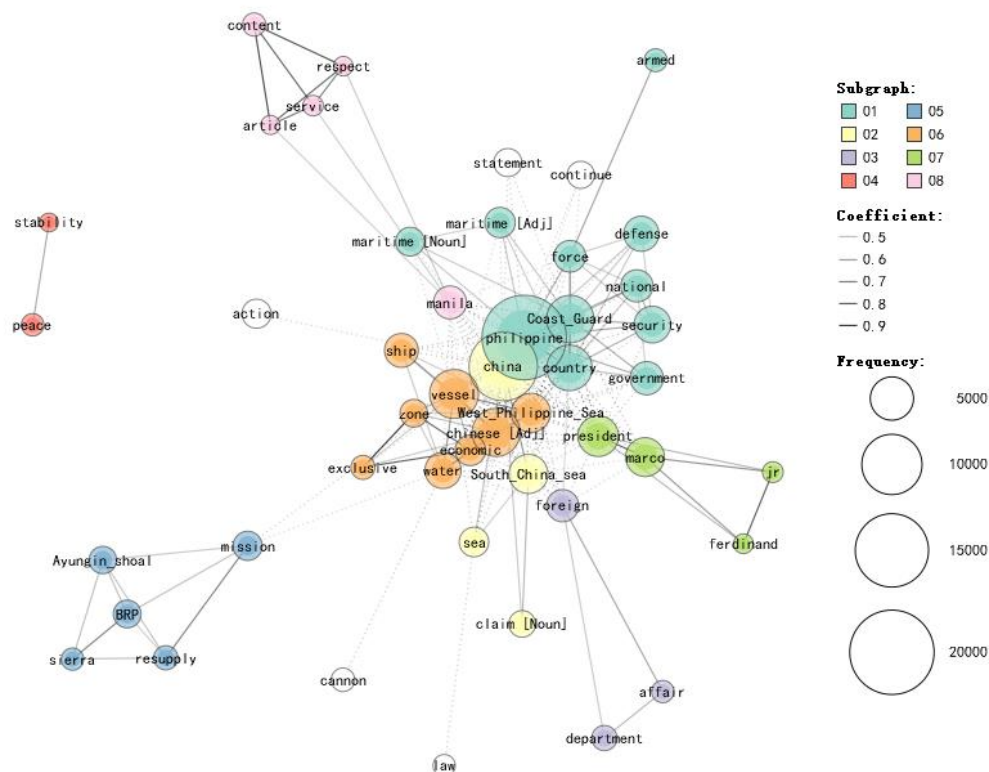 content
respect
service
article
armed
statement
continue
stability
maritime [Adj]
maritime [Noun]
defense
force
national
manila
action
Coast_Guard
security
peace
philippine
ship
china
country
government
vessel
zone
West_Philippine_Sea
chinese [Adj]
president
economic
marco
exclusive
water
South_China_sea
jr
foreign
sea
ferdinand
mission
Ayungin_shoal
BRP
claim [Noun]
sierra
resupply
cannon
affair
department
law
Subgraph:
01 05
02 06
03 07
04 08
Coefficient:
0.5
0.6
0.7
0.8
0.9
Frequency:
5000
10000
15000
20000